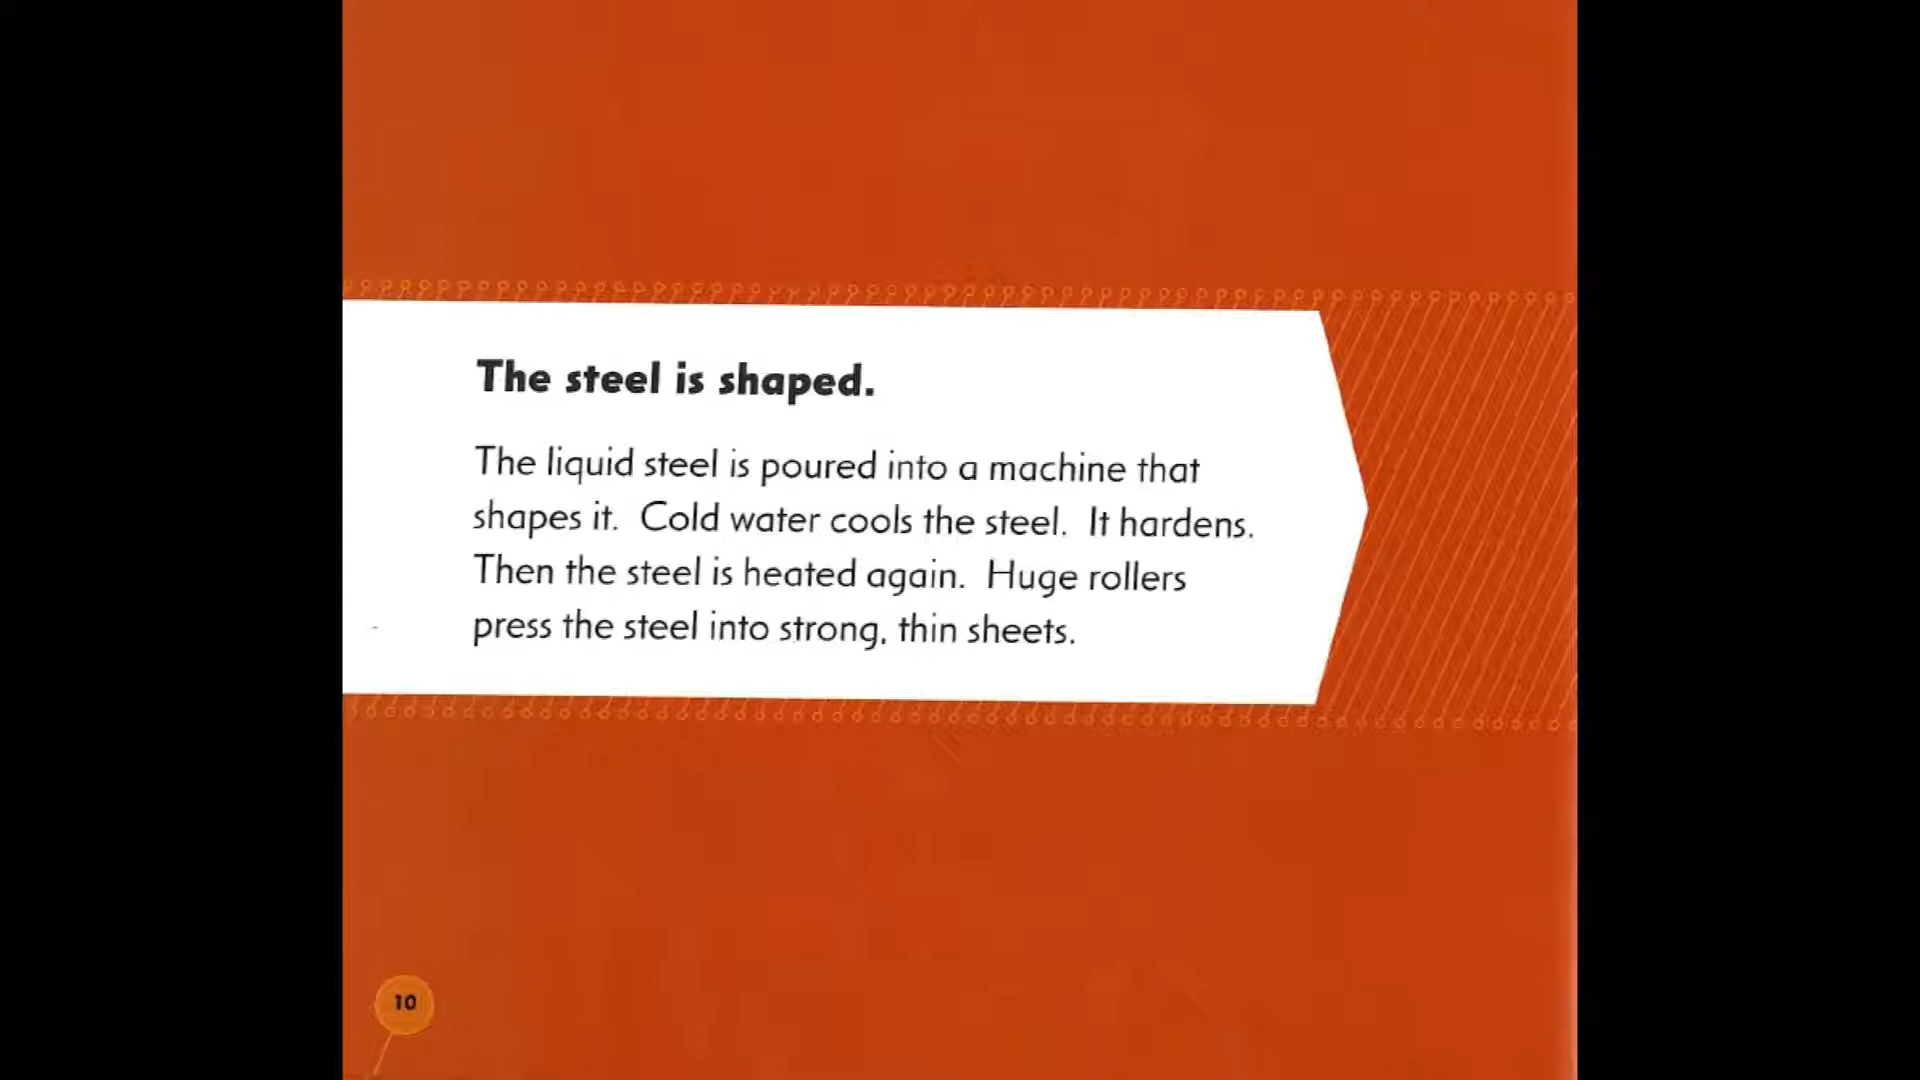 The steel is shaped.
The liquid steel is poured into a machine that
shapes it. Cold water cools the steel. It hardens.
Then the steel is heated again. Huge rollers
press the steel into strong, thin sheets.
10